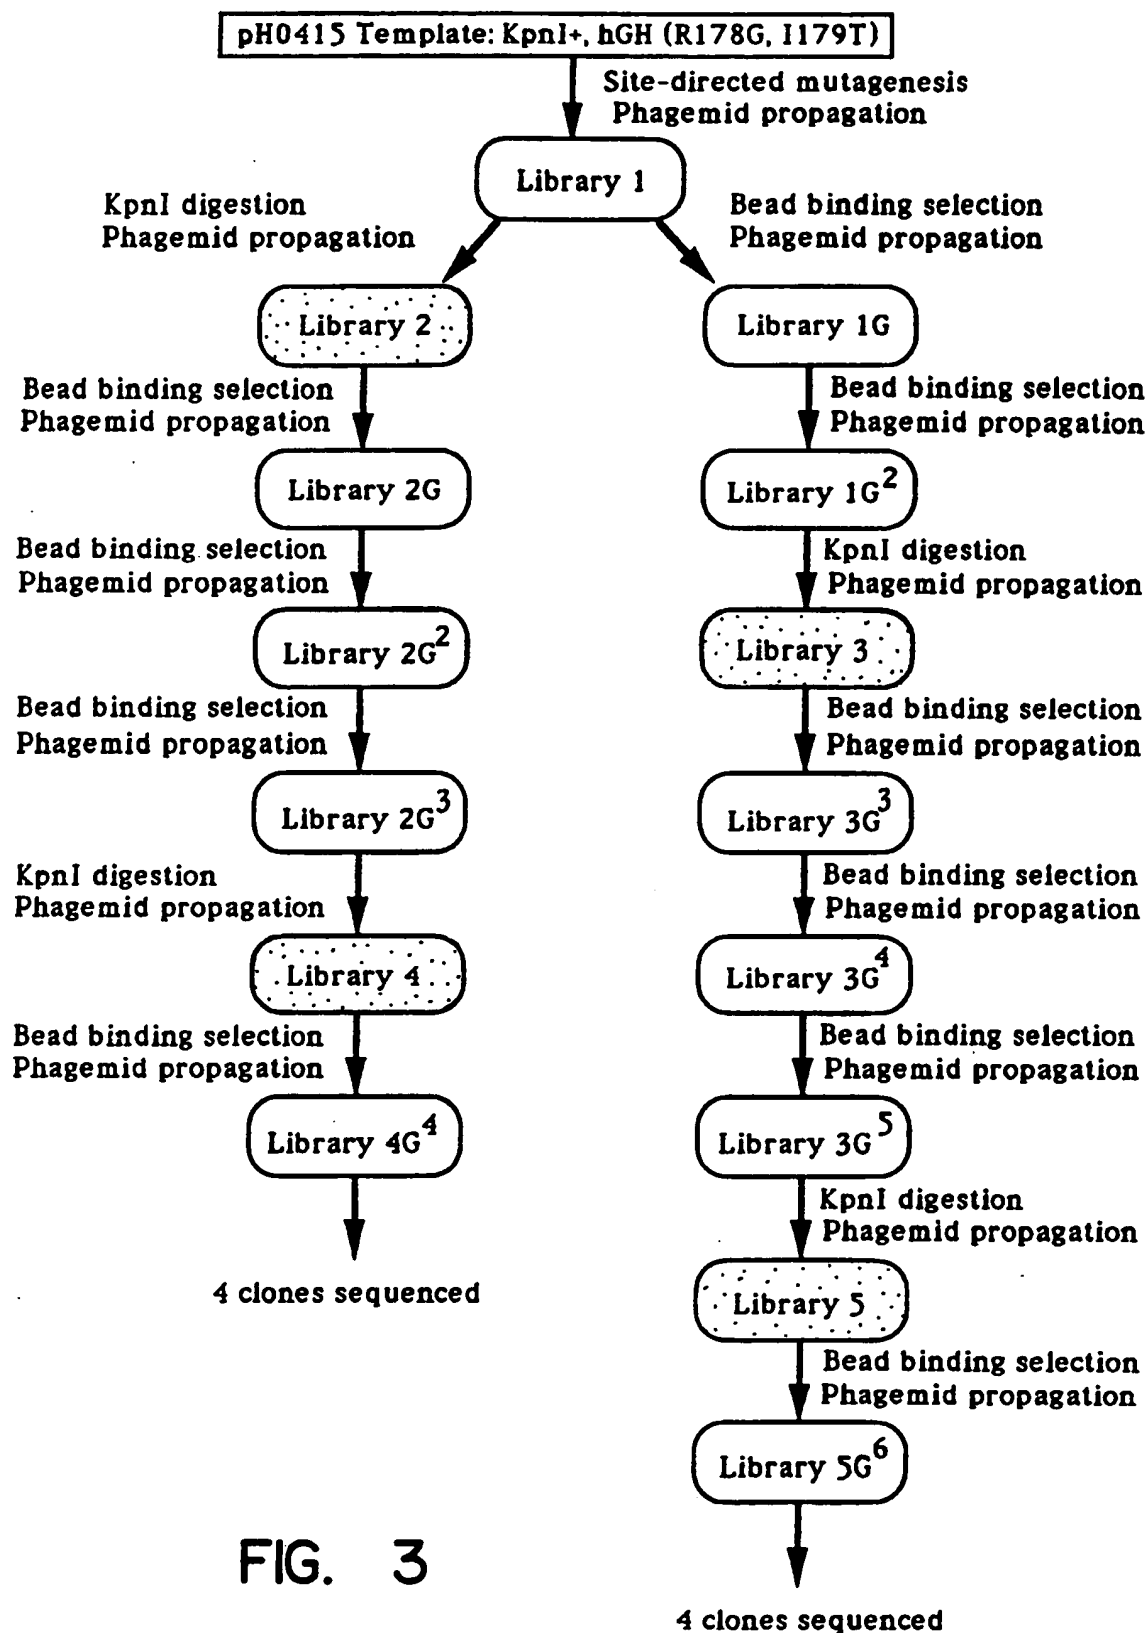 pH0415 Template: KpnI+, hGH (R178G, I179T)
Site-directed mutagenesis
Phagemid propagation
Library 1
KpnI digestion
Phagemid propagation
Bead binding selection
Phagemid propagation
Library 2
Library 1G
Bead binding selection
Phagemid propagation
Bead binding selection
Phagemid propagation
Library 2G
Library 1G²
Bead binding selection
Phagemid propagation
KpnI digestion
Phagemid propagation
Library 2G²
Library 3
Bead binding selection
Phagemid propagation
Bead binding selection
Phagemid propagation
Library 2G³
Library 3G³
KpnI digestion
Phagemid propagation
Bead binding selection
Phagemid propagation
Library 4
Library 3G⁴
Bead binding selection
Phagemid propagation
Bead binding selection
Phagemid propagation
Library 4G⁴
Library 3G⁵
KpnI digestion
Phagemid propagation
4 clones sequenced
Library 5
Bead binding selection
Phagemid propagation
Library 5G⁶
FIG. 3
4 clones sequenced